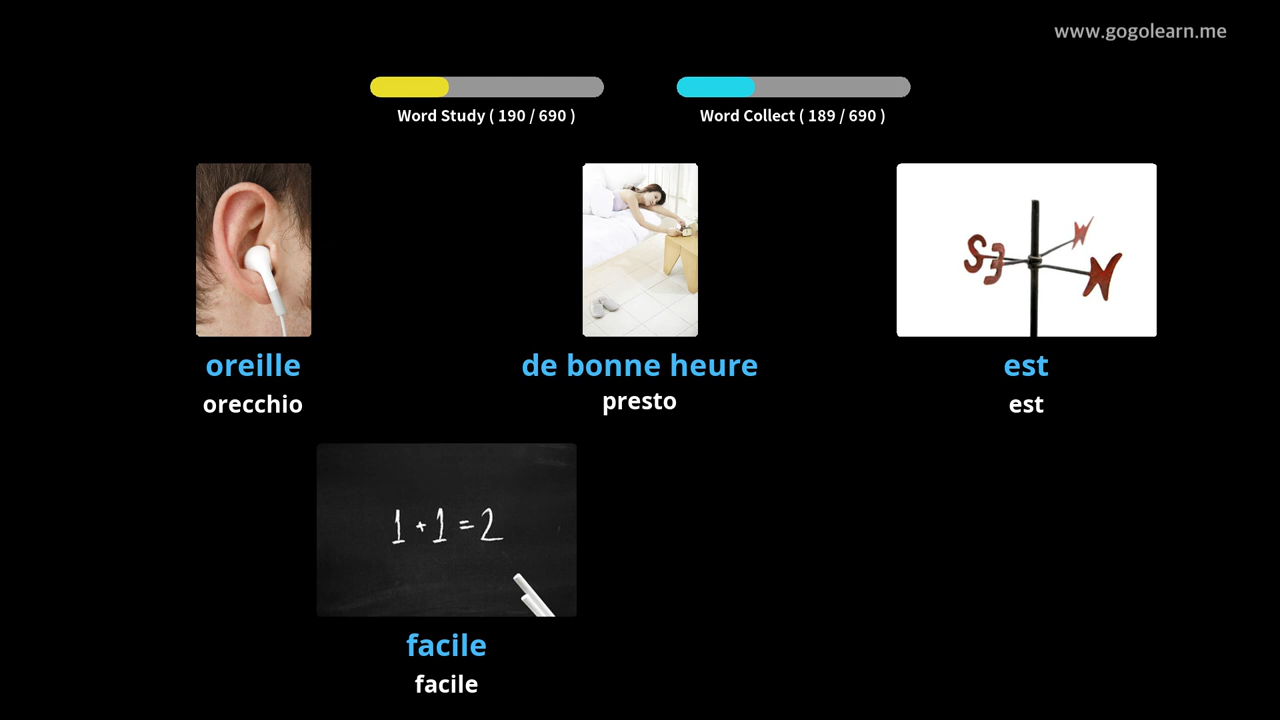 www.gogolearn.me
Word Study ( 190 / 690 )
Word Collect ( 189 / 690 )
oreille
orecchio
de bonne heure
presto
est
est
1 + 1 = 2
facile
facile